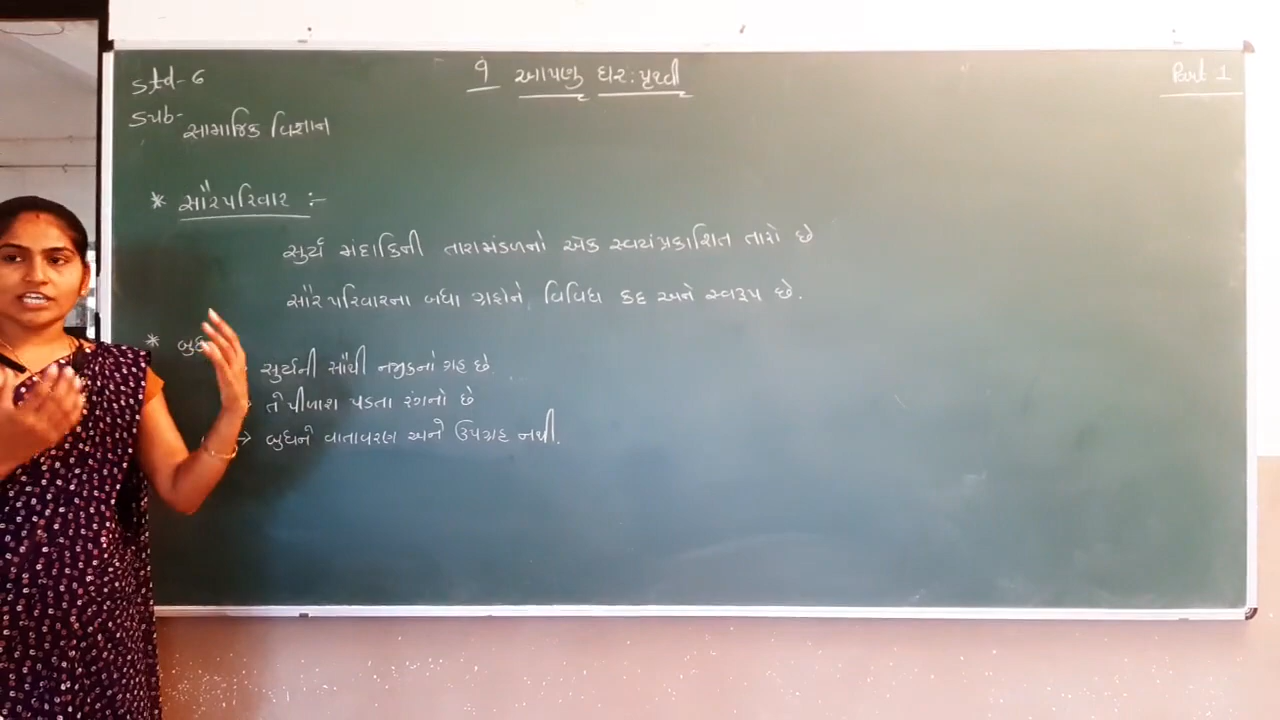 Std-6
૧ આપણુ ઘર : પૃથ્વી
Part 1
Sub- સામાજિક વિજ્ઞાન
* સૌરપરિવાર :-
સુર્ય મંદાકિની તારામંડળનો એક સ્વયંપ્રકાશિત તારો છે
સૌરપરિવારના બધા ગ્રહોને, વિવિધ કદ અને સ્વરૂપ છે.
* બુધ
સુર્યની સૌથી નજીકનો ગ્રહ છે.
તે પીળાશ પડતા રંગનો છે
→ બુધને વાતાવરણ અને ઉપગ્રહ નથી.